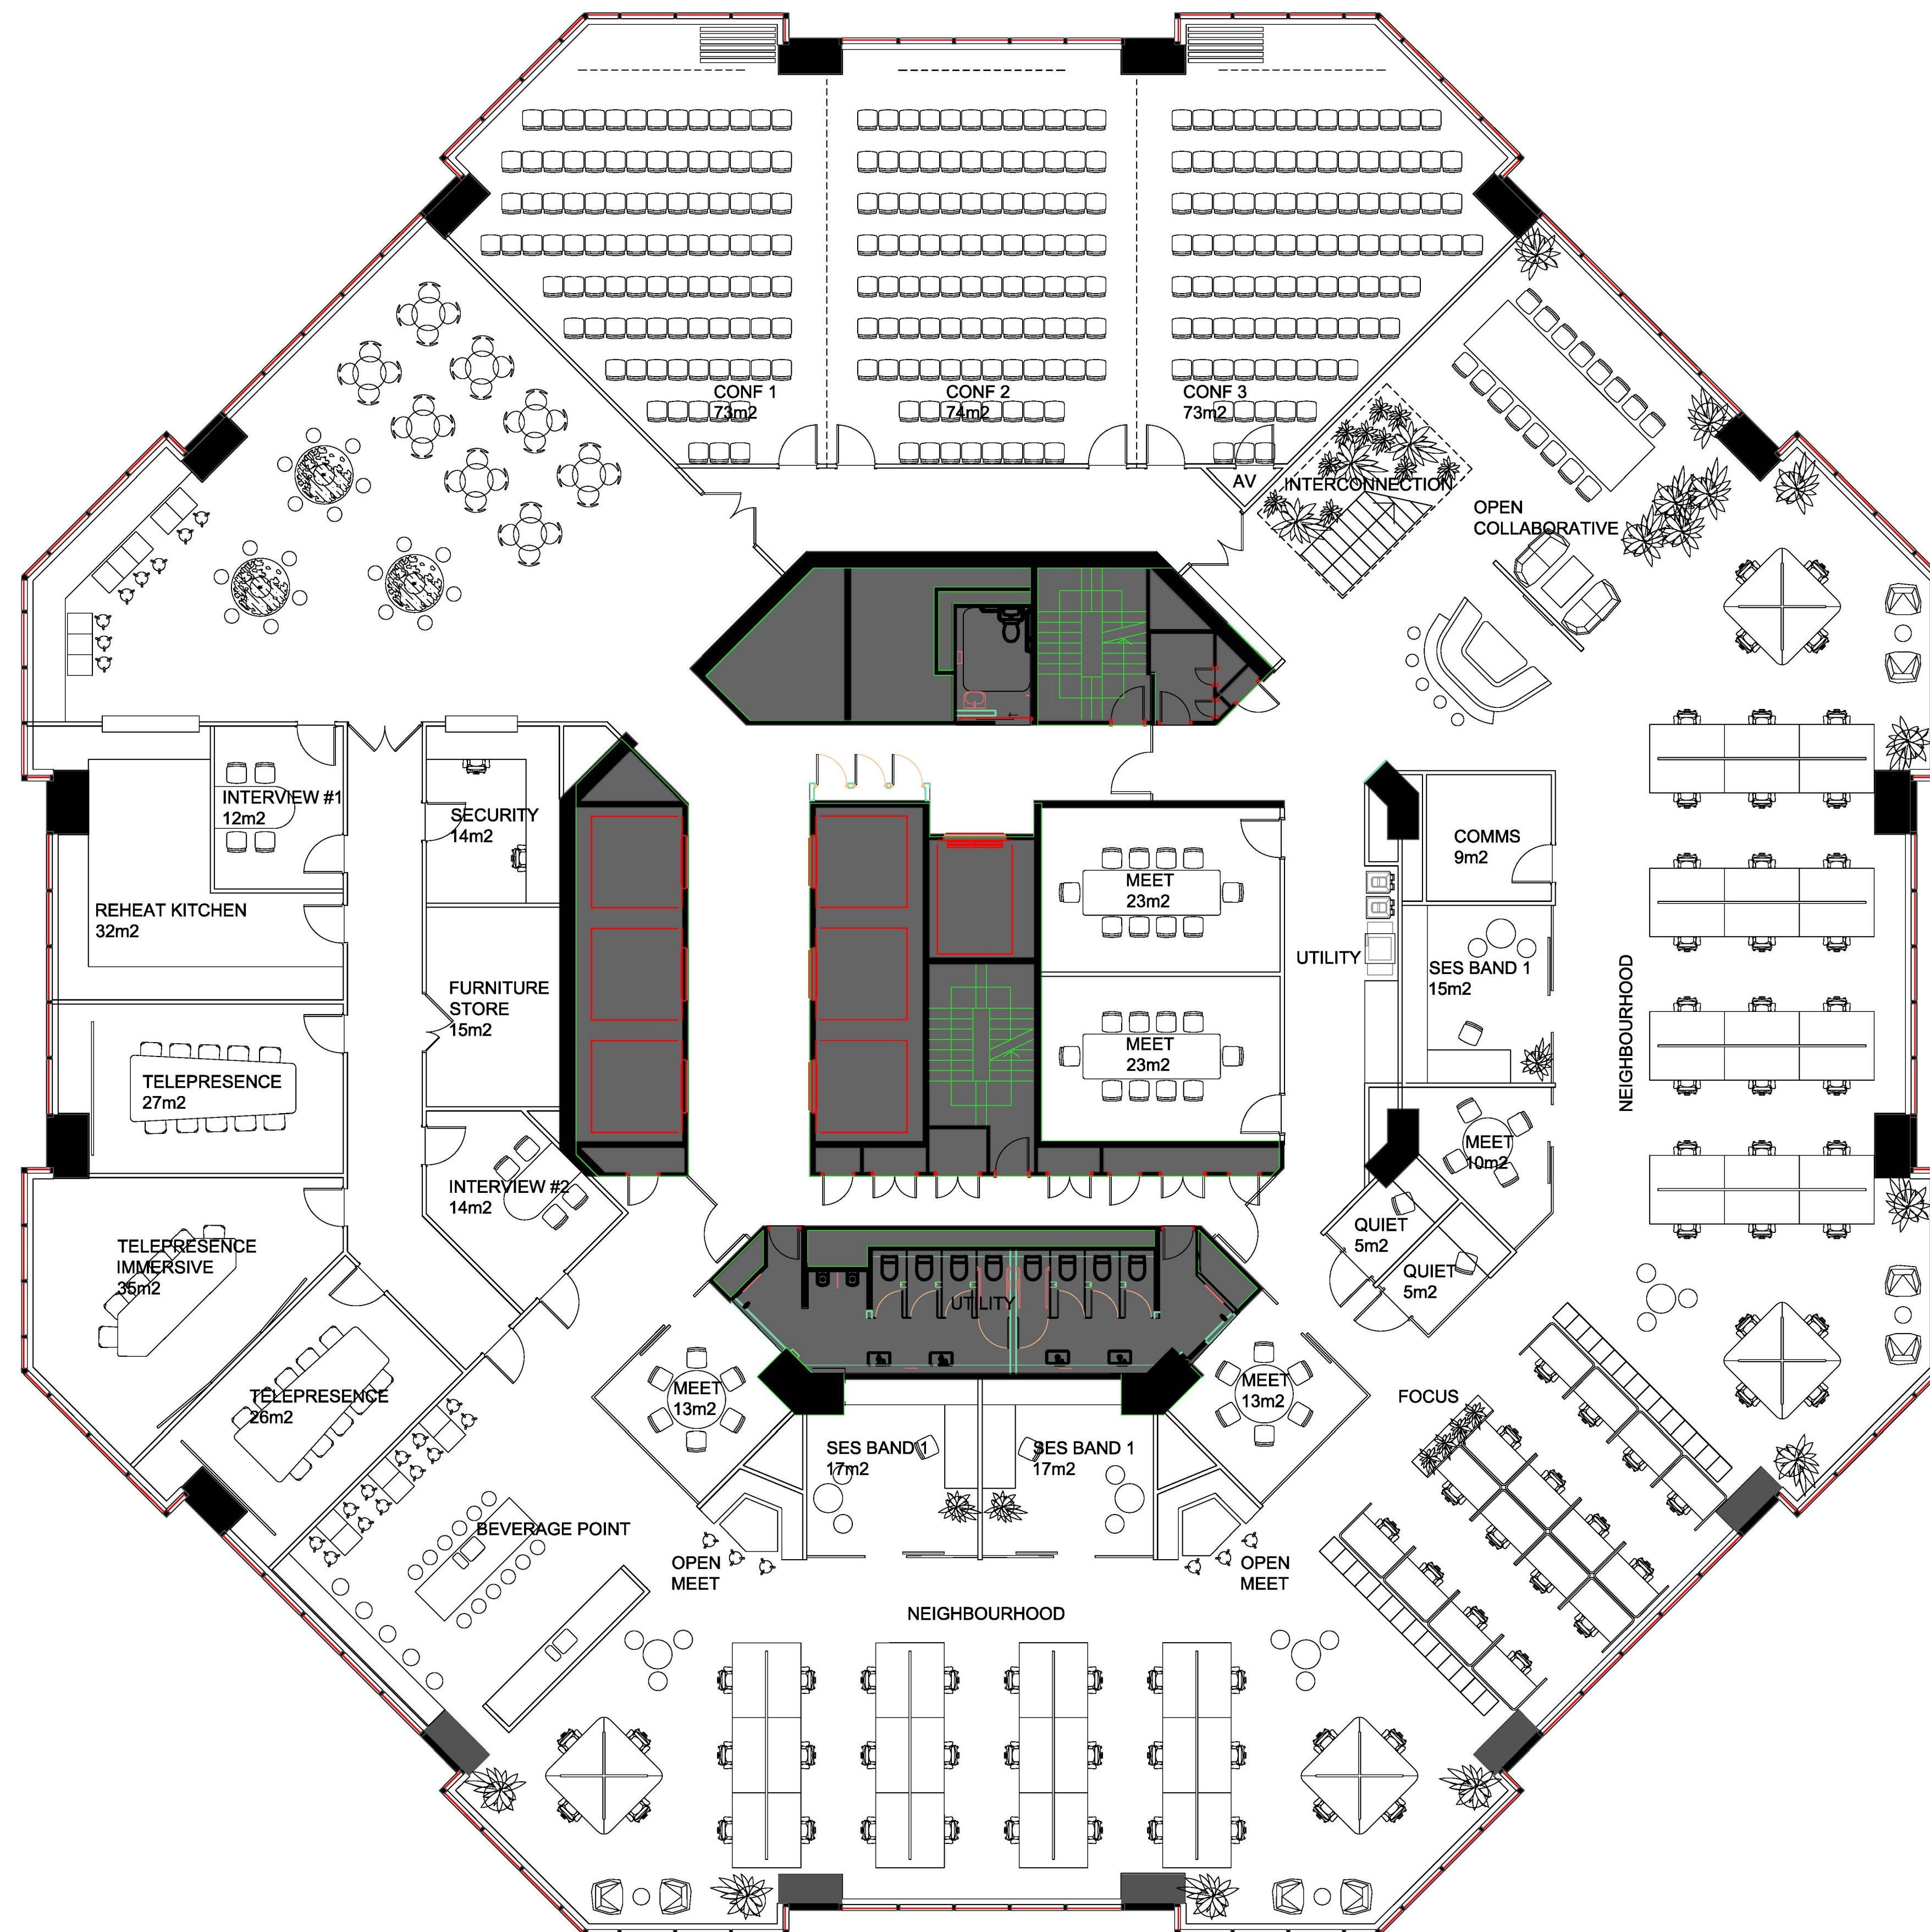 CONF 1
73m2
CONF 2
74m2
CONF 3
73m2
AV
INTERCONNECTION
OPEN
COLLABORATIVE
INTERVIEW #1
12m2
SECURITY
14m2
COMMS
9m2
MEET
23m2
REHEAT KITCHEN
32m2
UTILITY
SES BAND 1
15m2
FURNITURE
STORE
15m2
NEIGHBOURHOOD
MEET
23m2
TELEPRESENCE
27m2
MEET
10m2
INTERVIEW #2
14m2
QUIET
5m2
TELEPRESENCE
IMMERSIVE
35m2
QUIET
5m2
UTILITY
TELEPRESENCE
26m2
MEET
13m2
MEET
13m2
FOCUS
SES BAND 1
17m2
SES BAND 1
17m2
BEVERAGE POINT
OPEN
MEET
OPEN
MEET
NEIGHBOURHOOD